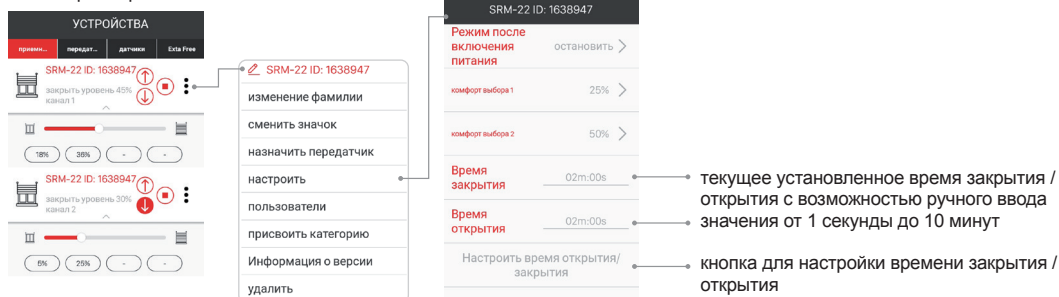 УСТРОЙСТВА
приемн...
передат...
датчики
Exta Free
SRM-22 ID: 1638947
закрыть уровень 45%
канал 1
18%
36%
-
-
SRM-22 ID: 1638947
закрыть уровень 30%
канал 2
5%
25%
-
-
SRM-22 ID: 1638947
изменение фамилии
сменить значок
назначить передатчик
настроить
пользователи
присвоить категорию
Информация о версии
удалить
SRM-22 ID: 1638947
Режим после
включения
питания
остановить
комфорт выбора 1
25%
комфорт выбора 2
50%
Время
закрытия
02m:00s
Время
открытия
02m:00s
Настроить время открытия/
закрытия
текущее установленное время закрытия /
открытия с возможностью ручного ввода
значения от 1 секунды до 10 минут
кнопка для настройки времени закрытия /
открытия